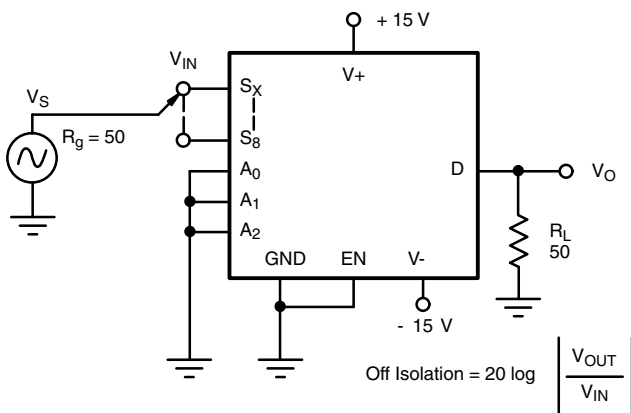 + 15 V
V_IN
V_S
R_g = 50
V+
S_X
S_8
A_0
A_1
A_2
D
V_O
R_L
50
GND EN V-
- 15 V
Off Isolation = 20 log | V_OUT / V_IN |